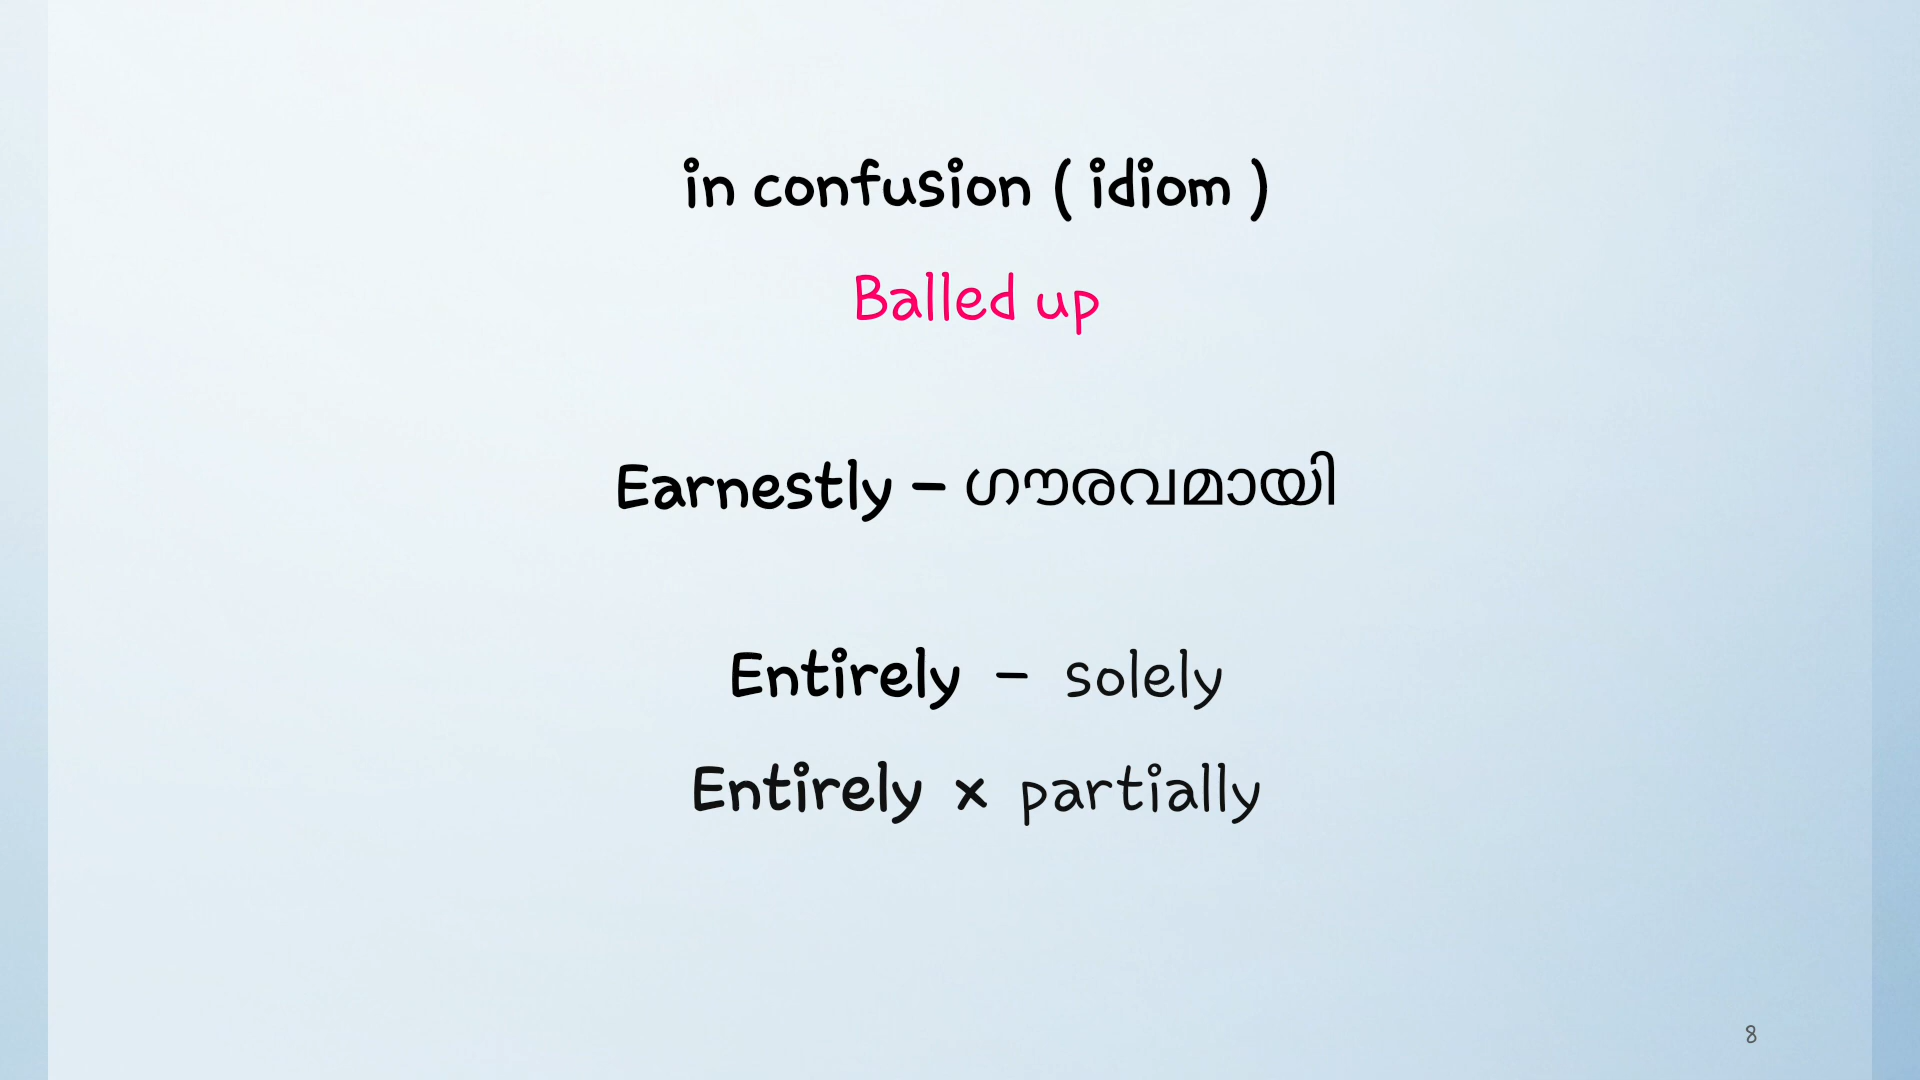 in confusion ( idiom )
Balled up
Earnestly – ഗൗരവമായി
Entirely – solely
Entirely x partially
8